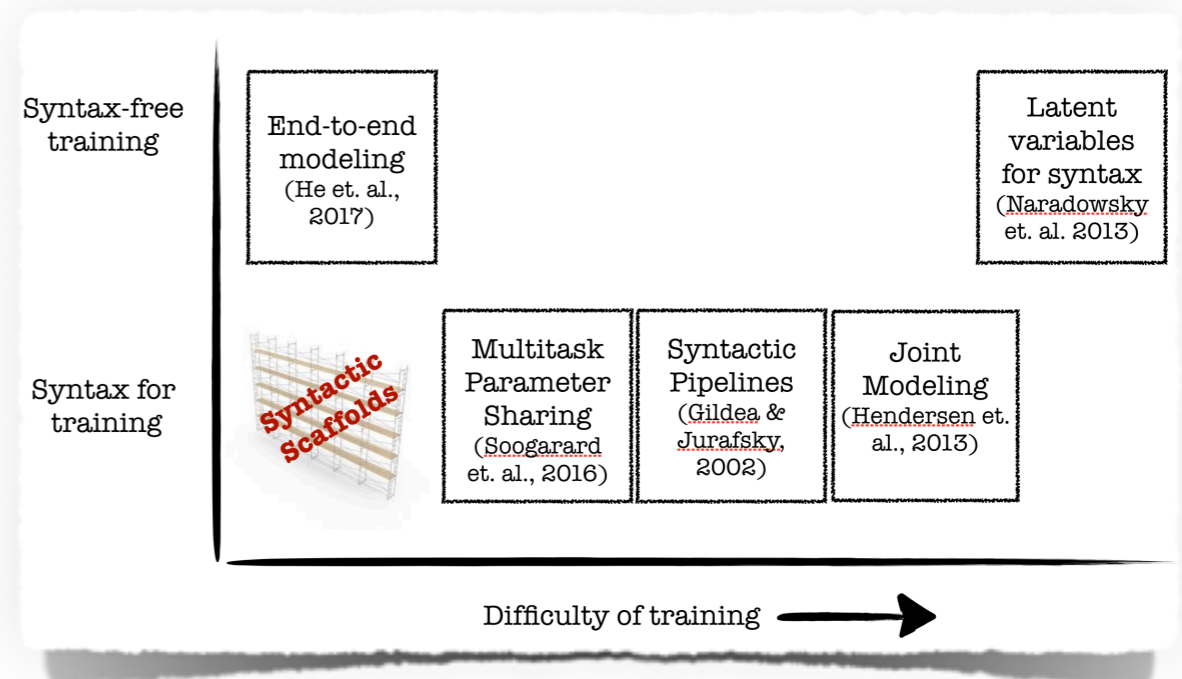 Syntax-free
training
End-to-end
modeling
(He et. al.,
2017)
Latent
variables
for syntax
(Naradowsky
et. al. 2013)
Syntax for
training
Syntactic
Scaffolds
Multitask
Parameter
Sharing
(Soogarard
et. al., 2016)
Syntactic
Pipelines
(Gildea &
Jurafsky,
2002)
Joint
Modeling
(Hendersen et.
al., 2013)
Difficulty of training